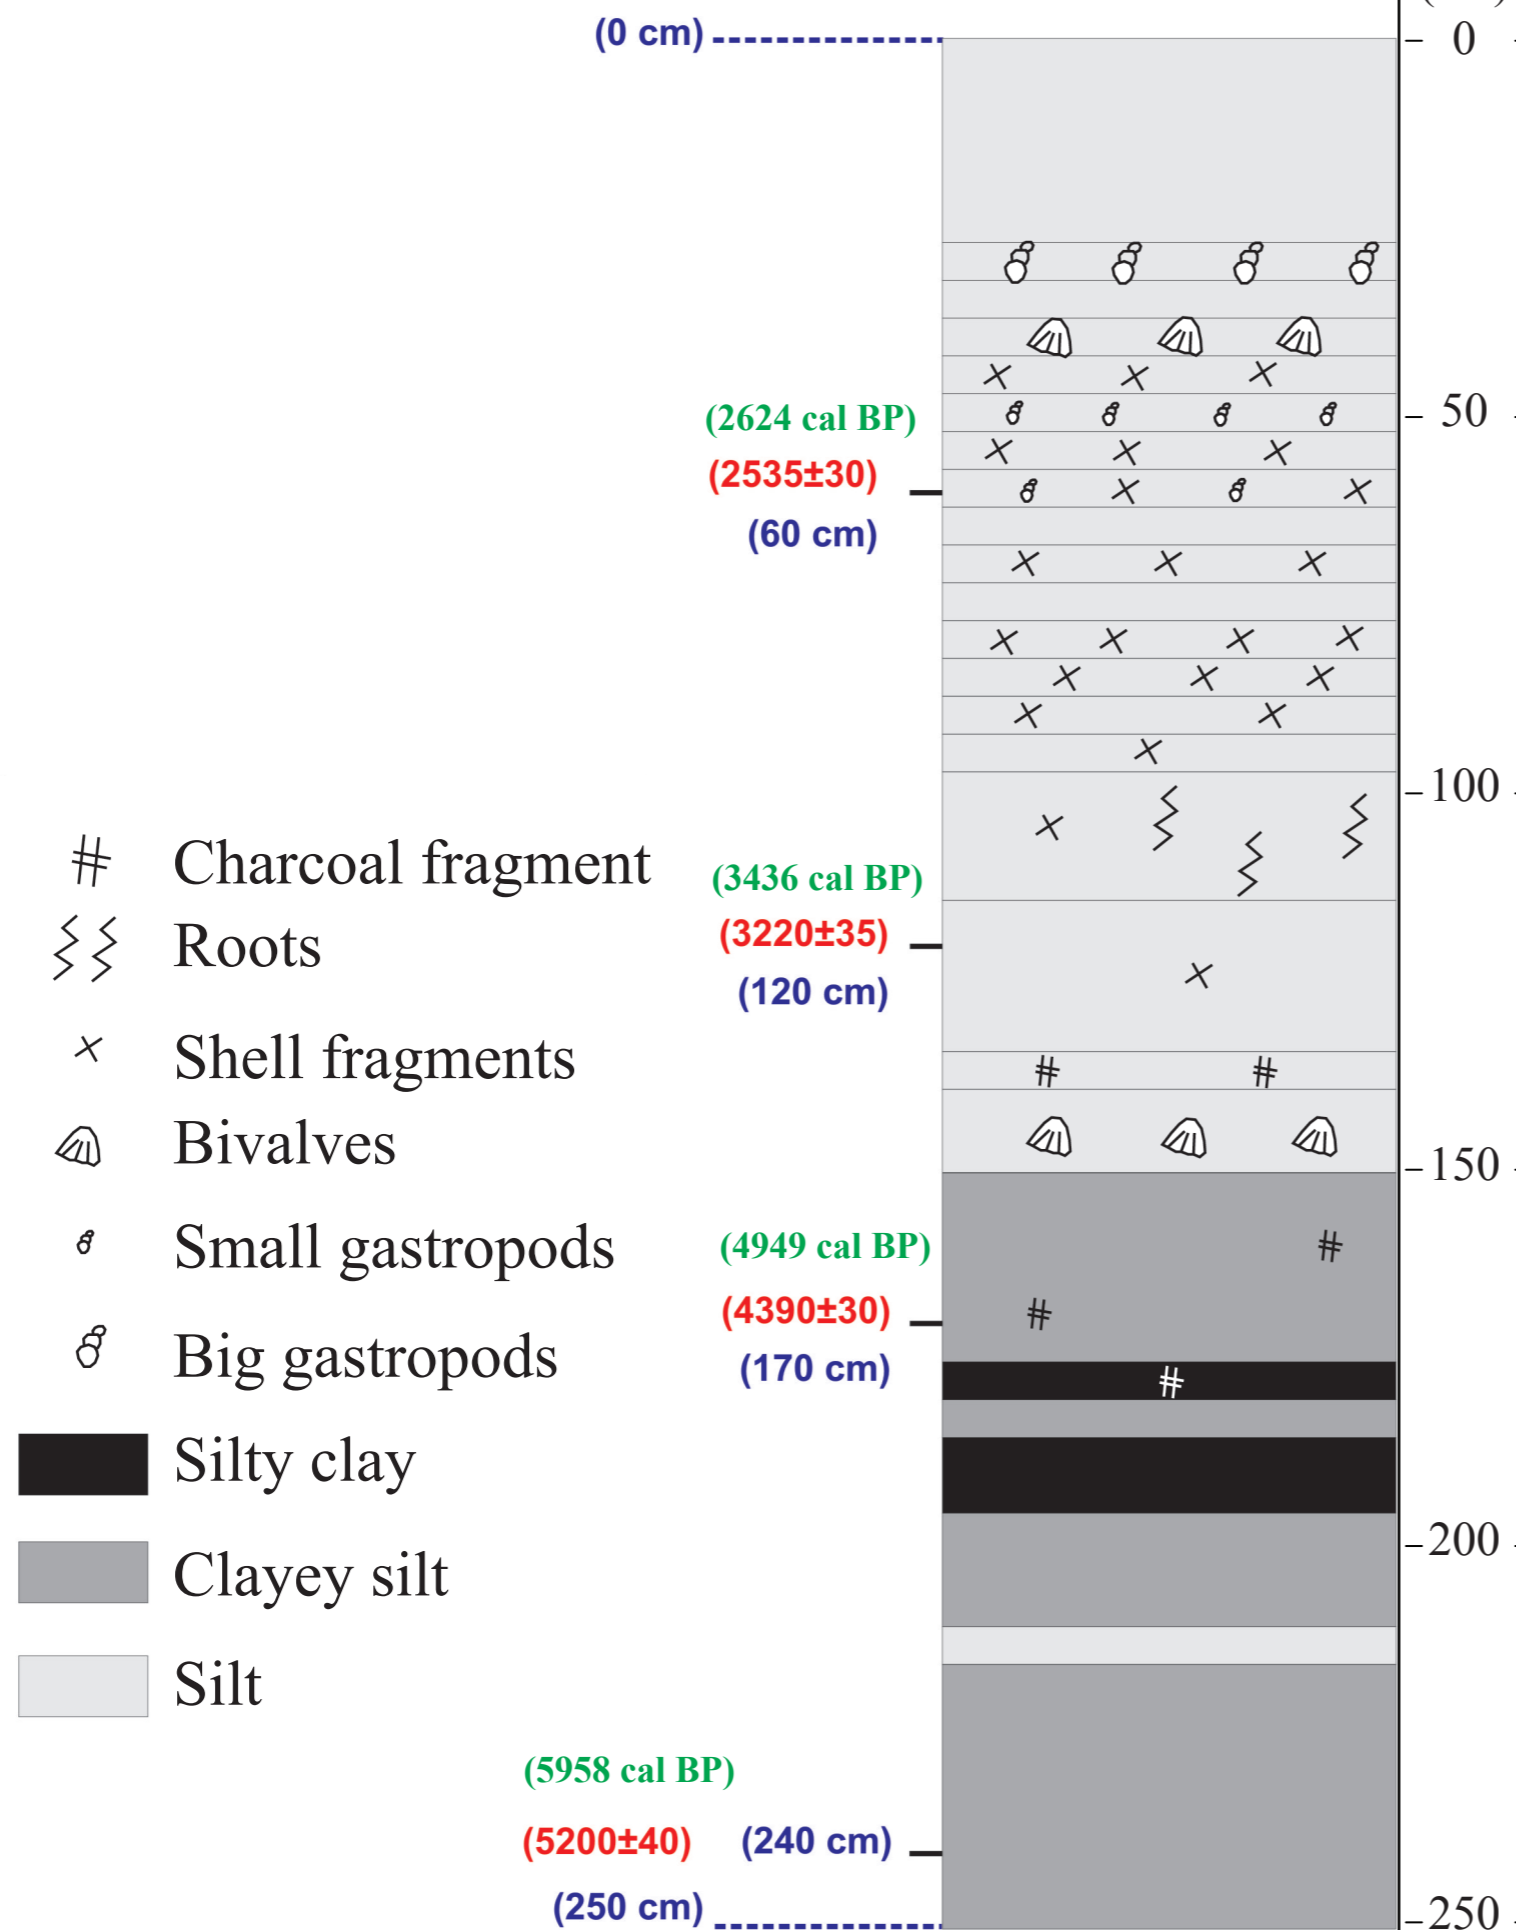 (0 cm)
0
(2624 cal BP)
50
(2535±30)
(60 cm)
100
Charcoal fragment
(3436 cal BP)
Roots
(3220±35)
(120 cm)
Shell fragments
Bivalves
150
Small gastropods
(4949 cal BP)
(4390±30)
Big gastropods
(170 cm)
Silty clay
200
Clayey silt
Silt
(5958 cal BP)
(5200±40) (240 cm)
(250 cm)
250